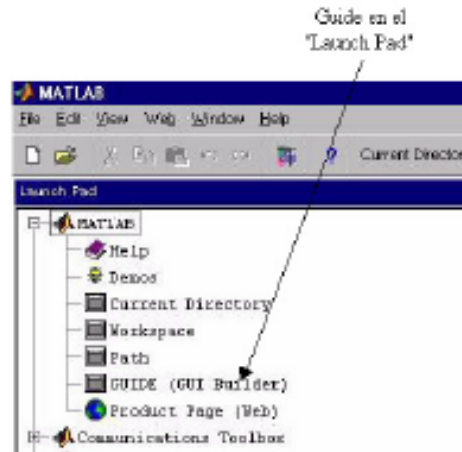 Guide en el
"Launch Pad"
MATLAB
File Edit View Web Window Help
Current Director
Launch Pad
MATLAB
Help
Demos
Current Directory
Workspace
Path
GUIDE (GUI Builder)
Product Page (Web)
Communications Toolbox